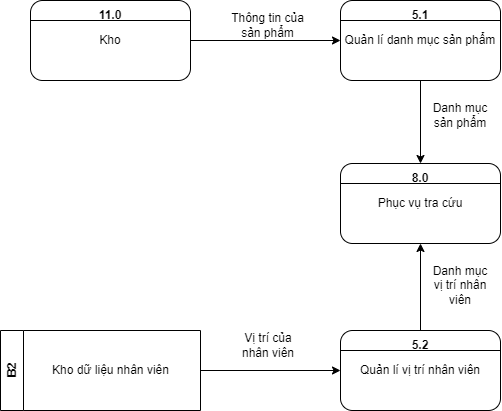 11.0
Kho
Thông tin của
sản phẩm
5.1
Quản lí danh mục sản phẩm
Danh mục
sản phẩm
8.0
Phục vụ tra cứu
Danh mục
vị trí nhân
viên
B2
Kho dữ liệu nhân viên
Vị trí của
nhân viên
5.2
Quản lí vị trí nhân viên